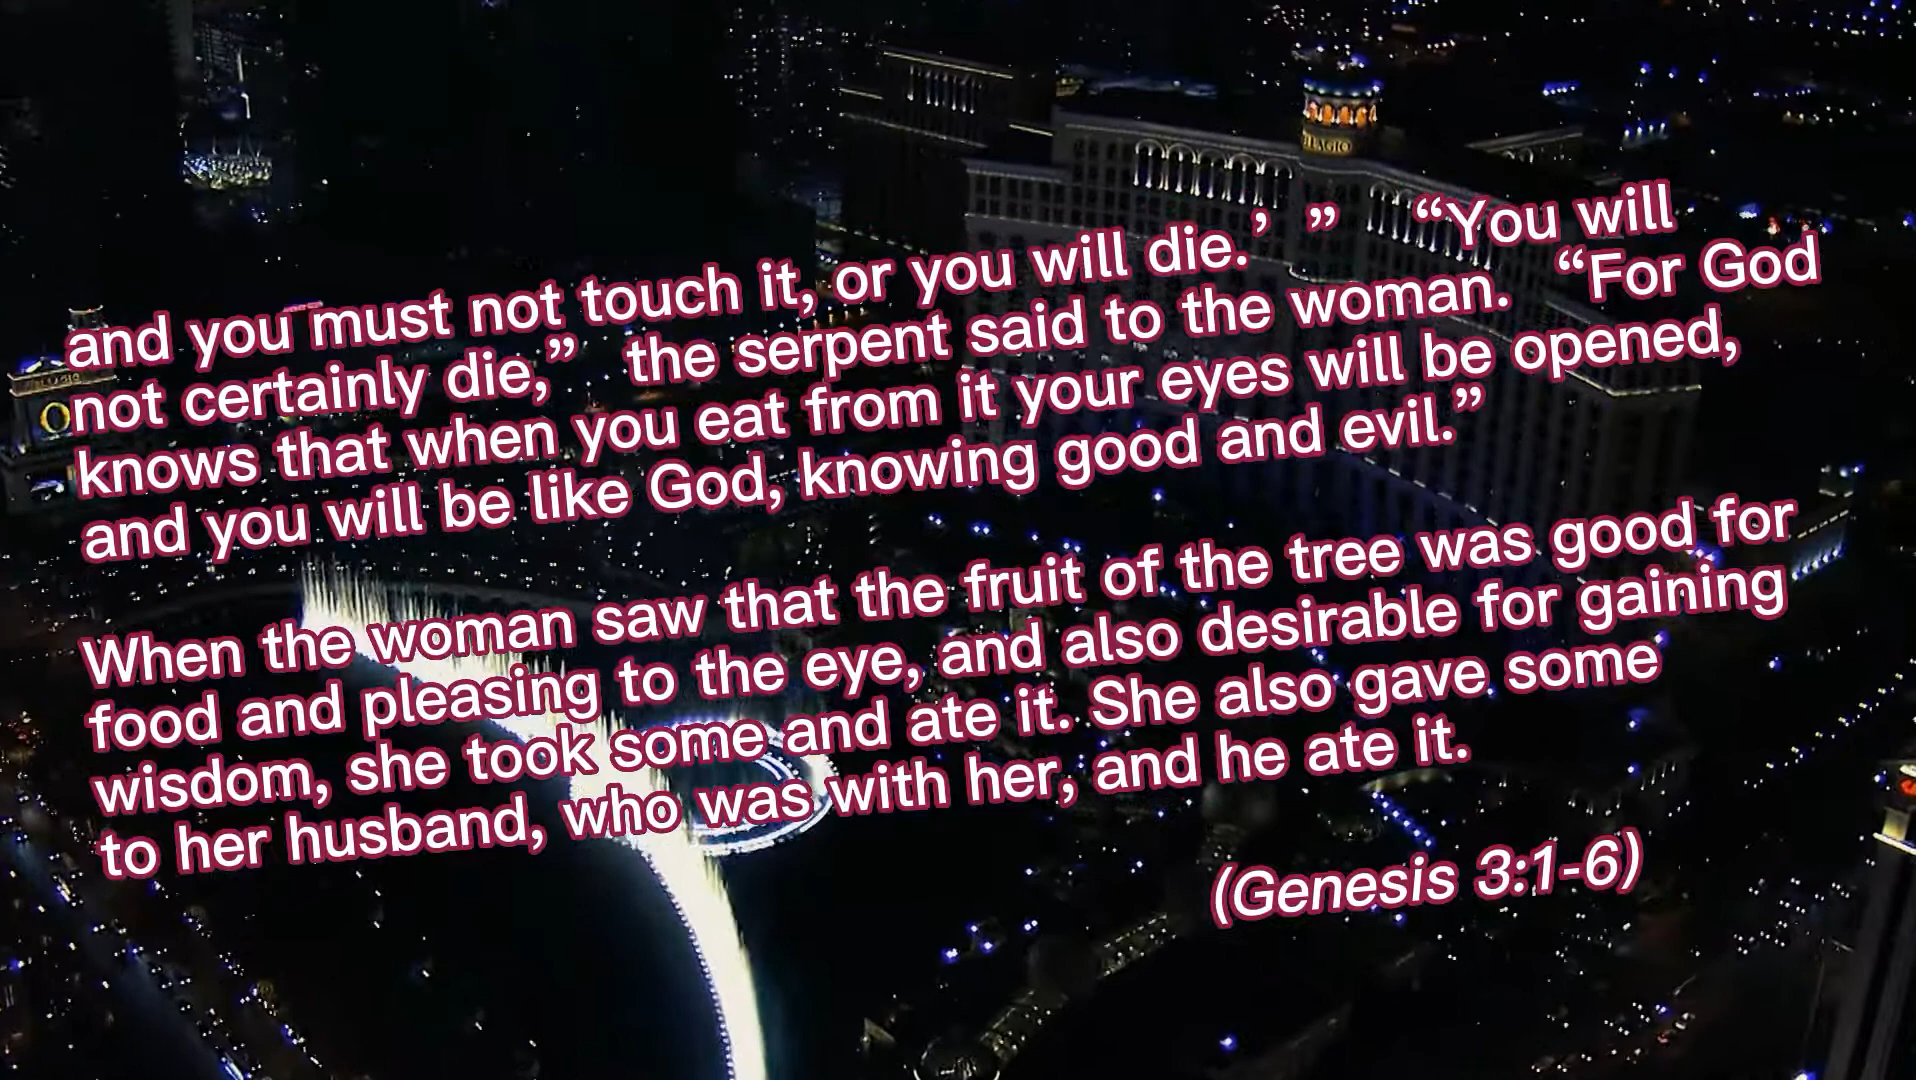 and you must not touch it, or you will die.’ ” “You will
not certainly die,” the serpent said to the woman. “For God
knows that when you eat from it your eyes will be opened,
and you will be like God, knowing good and evil.”
When the woman saw that the fruit of the tree was good for
food and pleasing to the eye, and also desirable for gaining
wisdom, she took some and ate it. She also gave some
to her husband, who was with her, and he ate it.
(Genesis 3:1-6)
O